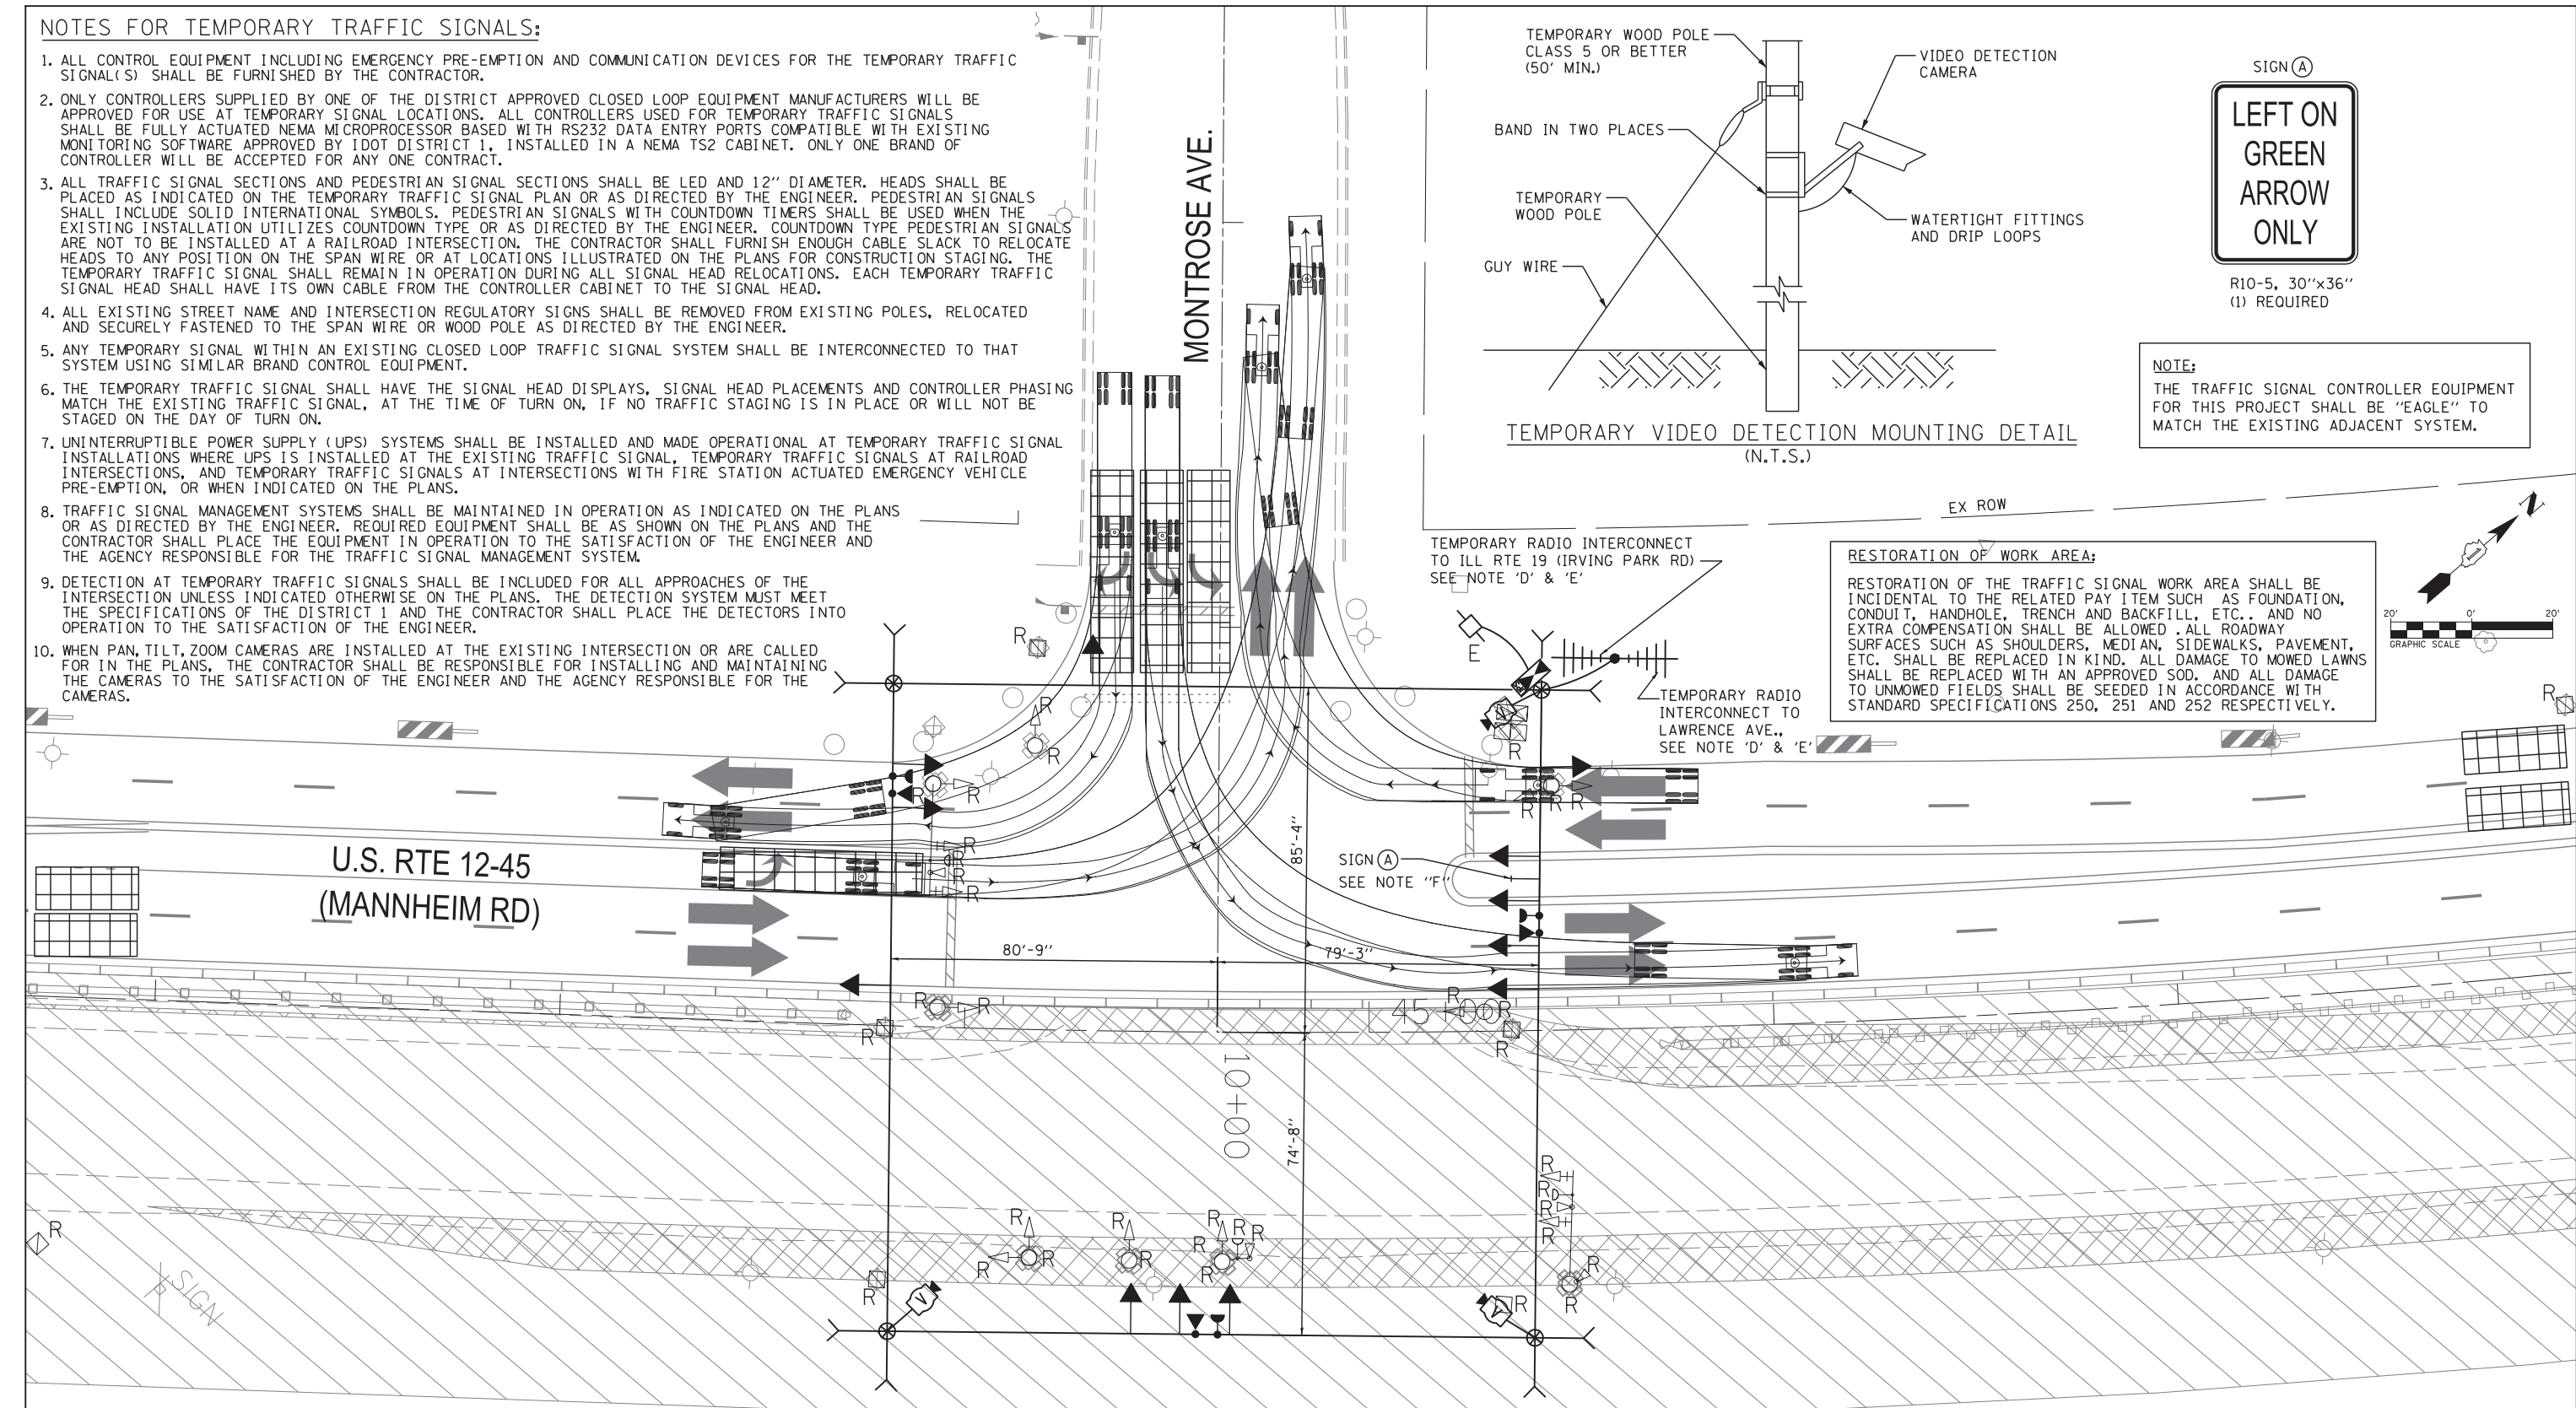 NOTES FOR TEMPORARY TRAFFIC SIGNALS:
1. ALL CONTROL EQUIPMENT INCLUDING EMERGENCY PRE-EMPTION AND COMMUNICATION DEVICES FOR THE TEMPORARY TRAFFIC
SIGNAL(S) SHALL BE FURNISHED BY THE CONTRACTOR.
2. ONLY CONTROLLERS SUPPLIED BY ONE OF THE DISTRICT APPROVED CLOSED LOOP EQUIPMENT MANUFACTURERS WILL BE
APPROVED FOR USE AT TEMPORARY SIGNAL LOCATIONS. ALL CONTROLLERS USED FOR TEMPORARY TRAFFIC SIGNALS
SHALL BE FULLY ACTUATED NEMA MICROPROCESSOR BASED WITH RS232 DATA ENTRY PORTS COMPATIBLE WITH EXISTING
MONITORING SOFTWARE APPROVED BY IDOT DISTRICT 1, INSTALLED IN A NEMA TS2 CABINET. ONLY ONE BRAND OF
CONTROLLER WILL BE ACCEPTED FOR ANY ONE CONTRACT.
3. ALL TRAFFIC SIGNAL SECTIONS AND PEDESTRIAN SIGNAL SECTIONS SHALL BE LED AND 12'' DIAMETER. HEADS SHALL BE
PLACED AS INDICATED ON THE TEMPORARY TRAFFIC SIGNAL PLAN OR AS DIRECTED BY THE ENGINEER. PEDESTRIAN SIGNALS
SHALL INCLUDE SOLID INTERNATIONAL SYMBOLS. PEDESTRIAN SIGNALS WITH COUNTDOWN TIMERS SHALL BE USED WHEN THE
EXISTING INSTALLATION UTILIZES COUNTDOWN TYPE OR AS DIRECTED BY THE ENGINEER. COUNTDOWN TYPE PEDESTRIAN SIGNALS
ARE NOT TO BE INSTALLED AT A RAILROAD INTERSECTION. THE CONTRACTOR SHALL FURNISH ENOUGH CABLE SLACK TO RELOCATE
HEADS TO ANY POSITION ON THE SPAN WIRE OR AT LOCATIONS ILLUSTRATED ON THE PLANS FOR CONSTRUCTION STAGING. THE
TEMPORARY TRAFFIC SIGNAL SHALL REMAIN IN OPERATION DURING ALL SIGNAL HEAD RELOCATIONS. EACH TEMPORARY TRAFFIC
SIGNAL HEAD SHALL HAVE ITS OWN CABLE FROM THE CONTROLLER CABINET TO THE SIGNAL HEAD.
4. ALL EXISTING STREET NAME AND INTERSECTION REGULATORY SIGNS SHALL BE REMOVED FROM EXISTING POLES, RELOCATED
AND SECURELY FASTENED TO THE SPAN WIRE OR WOOD POLE AS DIRECTED BY THE ENGINEER.
5. ANY TEMPORARY SIGNAL WITHIN AN EXISTING CLOSED LOOP TRAFFIC SIGNAL SYSTEM SHALL BE INTERCONNECTED TO THAT
SYSTEM USING SIMILAR BRAND CONTROL EQUIPMENT.
6. THE TEMPORARY TRAFFIC SIGNAL SHALL HAVE THE SIGNAL HEAD DISPLAYS, SIGNAL HEAD PLACEMENTS AND CONTROLLER PHASING
MATCH THE EXISTING TRAFFIC SIGNAL, AT THE TIME OF TURN ON, IF NO TRAFFIC STAGING IS IN PLACE OR WILL NOT BE
STAGED ON THE DAY OF TURN ON.
7. UNINTERRUPTIBLE POWER SUPPLY (UPS) SYSTEMS SHALL BE INSTALLED AND MADE OPERATIONAL AT TEMPORARY TRAFFIC SIGNAL
INSTALLATIONS WHERE UPS IS INSTALLED AT THE EXISTING TRAFFIC SIGNAL, TEMPORARY TRAFFIC SIGNALS AT RAILROAD
INTERSECTIONS, AND TEMPORARY TRAFFIC SIGNALS AT INTERSECTIONS WITH FIRE STATION ACTUATED EMERGENCY VEHICLE
PRE-EMPTION, OR WHEN INDICATED ON THE PLANS.
8. TRAFFIC SIGNAL MANAGEMENT SYSTEMS SHALL BE MAINTAINED IN OPERATION AS INDICATED ON THE PLANS
OR AS DIRECTED BY THE ENGINEER. REQUIRED EQUIPMENT SHALL BE AS SHOWN ON THE PLANS AND THE
CONTRACTOR SHALL PLACE THE EQUIPMENT IN OPERATION TO THE SATISFACTION OF THE ENGINEER AND
THE AGENCY RESPONSIBLE FOR THE TRAFFIC SIGNAL MANAGEMENT SYSTEM.
9. DETECTION AT TEMPORARY TRAFFIC SIGNALS SHALL BE INCLUDED FOR ALL APPROACHES OF THE
INTERSECTION UNLESS INDICATED OTHERWISE ON THE PLANS. THE DETECTION SYSTEM MUST MEET
THE SPECIFICATIONS OF THE DISTRICT 1 AND THE CONTRACTOR SHALL PLACE THE DETECTORS INTO
OPERATION TO THE SATISFACTION OF THE ENGINEER.
10. WHEN PAN, TILT, ZOOM CAMERAS ARE INSTALLED AT THE EXISTING INTERSECTION OR ARE CALLED
FOR IN THE PLANS, THE CONTRACTOR SHALL BE RESPONSIBLE FOR INSTALLING AND MAINTAINING
THE CAMERAS TO THE SATISFACTION OF THE ENGINEER AND THE AGENCY RESPONSIBLE FOR THE
CAMERAS.
MONTROSE AVE.
TEMPORARY WOOD POLE
CLASS 5 OR BETTER
(50' MIN.)
VIDEO DETECTION
CAMERA
BAND IN TWO PLACES
TEMPORARY
WOOD POLE
WATERTIGHT FITTINGS
AND DRIP LOOPS
GUY WIRE
TEMPORARY VIDEO DETECTION MOUNTING DETAIL
(N.T.S.)
SIGN A
LEFT ON
GREEN
ARROW
ONLY
R10-5, 30''x36''
(1) REQUIRED
NOTE:
THE TRAFFIC SIGNAL CONTROLLER EQUIPMENT
FOR THIS PROJECT SHALL BE "EAGLE" TO
MATCH THE EXISTING ADJACENT SYSTEM.
EX ROW
N
TEMPORARY RADIO INTERCONNECT
TO ILL RTE 19 (IRVING PARK RD)
SEE NOTE 'D' & 'E'
RESTORATION OF WORK AREA:
RESTORATION OF THE TRAFFIC SIGNAL WORK AREA SHALL BE
INCIDENTAL TO THE RELATED PAY ITEM SUCH AS FOUNDATION,
CONDUIT, HANDHOLE, TRENCH AND BACKFILL, ETC.. AND NO
EXTRA COMPENSATION SHALL BE ALLOWED . ALL ROADWAY
SURFACES SUCH AS SHOULDERS, MEDIAN, SIDEWALKS, PAVEMENT,
ETC. SHALL BE REPLACED IN KIND. ALL DAMAGE TO MOWED LAWNS
SHALL BE REPLACED WITH AN APPROVED SOD. AND ALL DAMAGE
TO UNMOWED FIELDS SHALL BE SEEDED IN ACCORDANCE WITH
STANDARD SPECIFICATIONS 250, 251 AND 252 RESPECTIVELY.
20' 0' 20'
GRAPHIC SCALE
E
TEMPORARY RADIO
INTERCONNECT TO
LAWRENCE AVE.,
SEE NOTE 'D' & 'E'
R
R
R
R
R
U.S. RTE 12-45
(MANNHEIM RD)
SIGN A
SEE NOTE "F"
85'-4"
80'-9"
79'-3"
10+00
74'-8"
SIGN
R
R
R
R
R
V
V